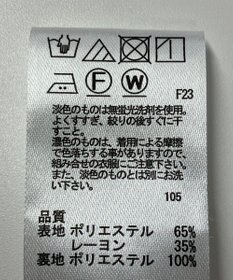 F W
F23
淡色のものは無蛍光洗剤を使用。
よくすすぎ、絞りの後すぐに干
すこと。
濃色のものは、着用による摩擦
で色落ちする事がありますので、
組み合せの衣服にご注意下さい。
また、淡色のものとは別にお洗
い下さい。
105
品質
表地 ポリエステル 65%
レーヨン 35%
裏地 ポリエステル 100%